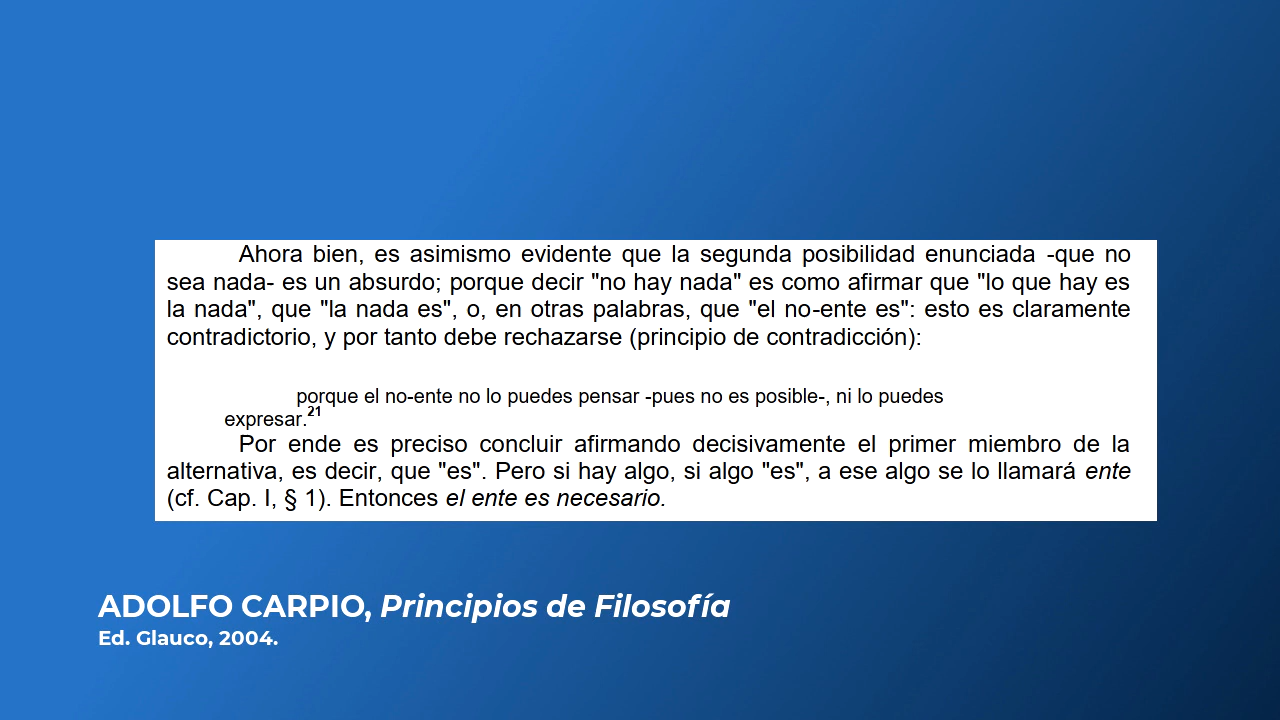 Ahora bien, es asimismo evidente que la segunda posibilidad enunciada -que no
sea nada- es un absurdo; porque decir "no hay nada" es como afirmar que "lo que hay es
la nada", que "la nada es", o, en otras palabras, que "el no-ente es": esto es claramente
contradictorio, y por tanto debe rechazarse (principio de contradicción):
porque el no-ente no lo puedes pensar -pues no es posible-, ni lo puedes
expresar.21
Por ende es preciso concluir afirmando decisivamente el primer miembro de la
alternativa, es decir, que "es". Pero si hay algo, si algo "es", a ese algo se lo llamará ente
(cf. Cap. I, § 1). Entonces el ente es necesario.
ADOLFO CARPIO, Principios de Filosofía
Ed. Glauco, 2004.